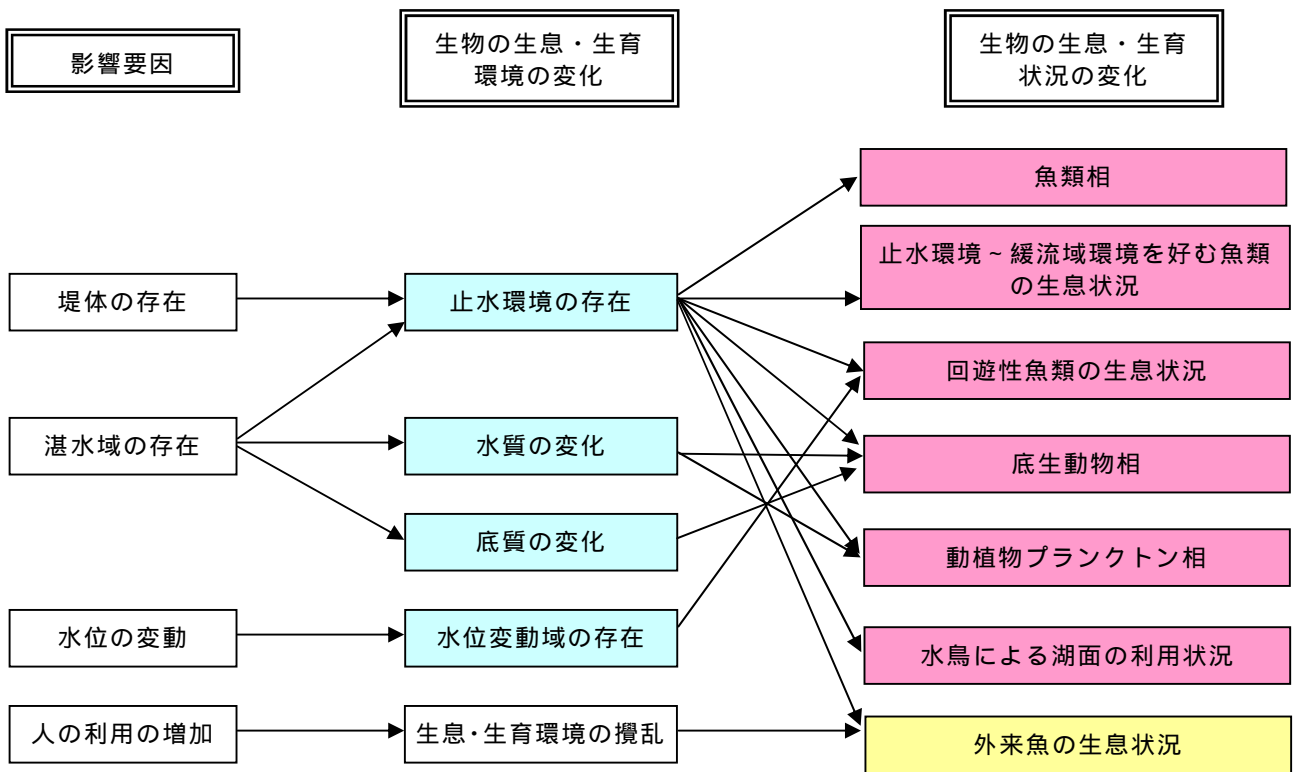 影響要因
生物の生息・生育
環境の変化
生物の生息・生育
状況の変化
堤体の存在
湛水域の存在
水位の変動
人の利用の増加
止水環境の存在
水質の変化
底質の変化
水位変動域の存在
生息・生育環境の攪乱
魚類相
止水環境~緩流域環境を好む魚類
の生息状況
回遊性魚類の生息状況
底生動物相
動植物プランクトン相
水鳥による湖面の利用状況
外来魚の生息状況